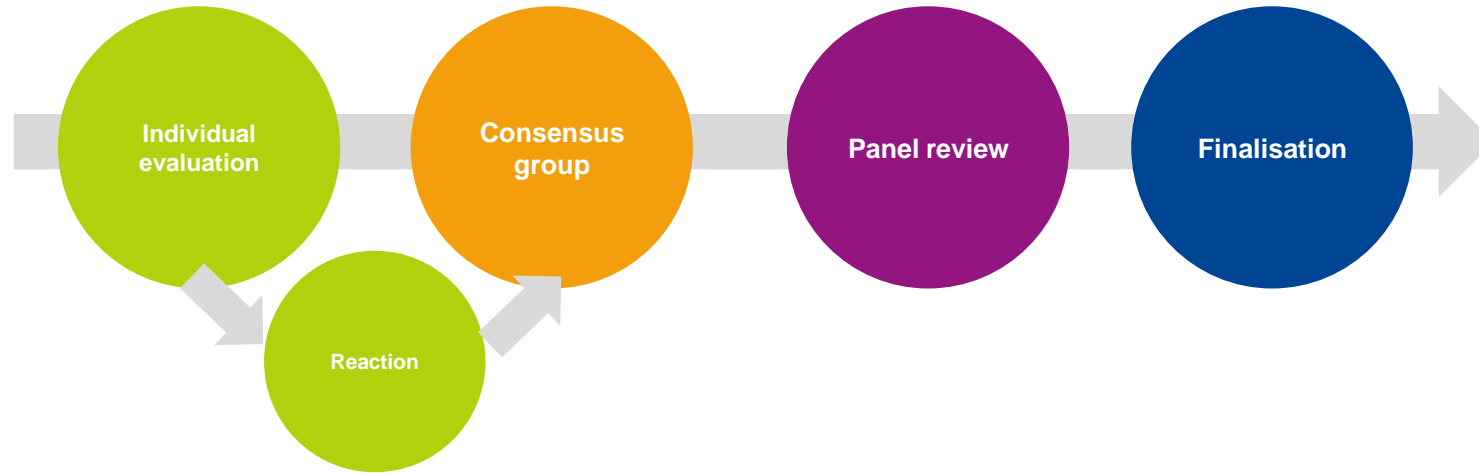 Individual
evaluation
Consensus
group
Panel review
Finalisation
Reaction